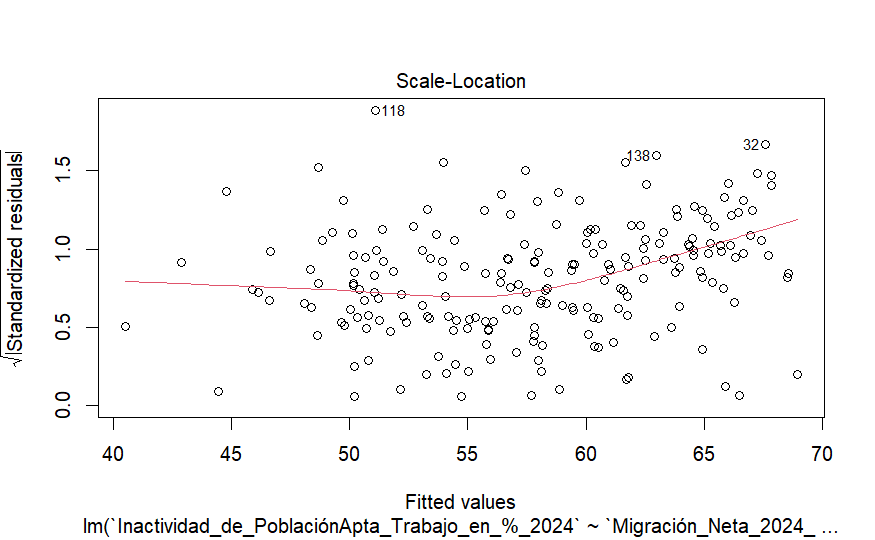 Scale-Location
118
32
138
√|Standardized residuals|
0.0 0.5 1.0 1.5
40 45 50 55 60 65 70
Fitted values
lm(`Inactividad_de_PoblaciónApta_Trabajo_en_%_2024` ~ `Migración_Neta_2024_ ...